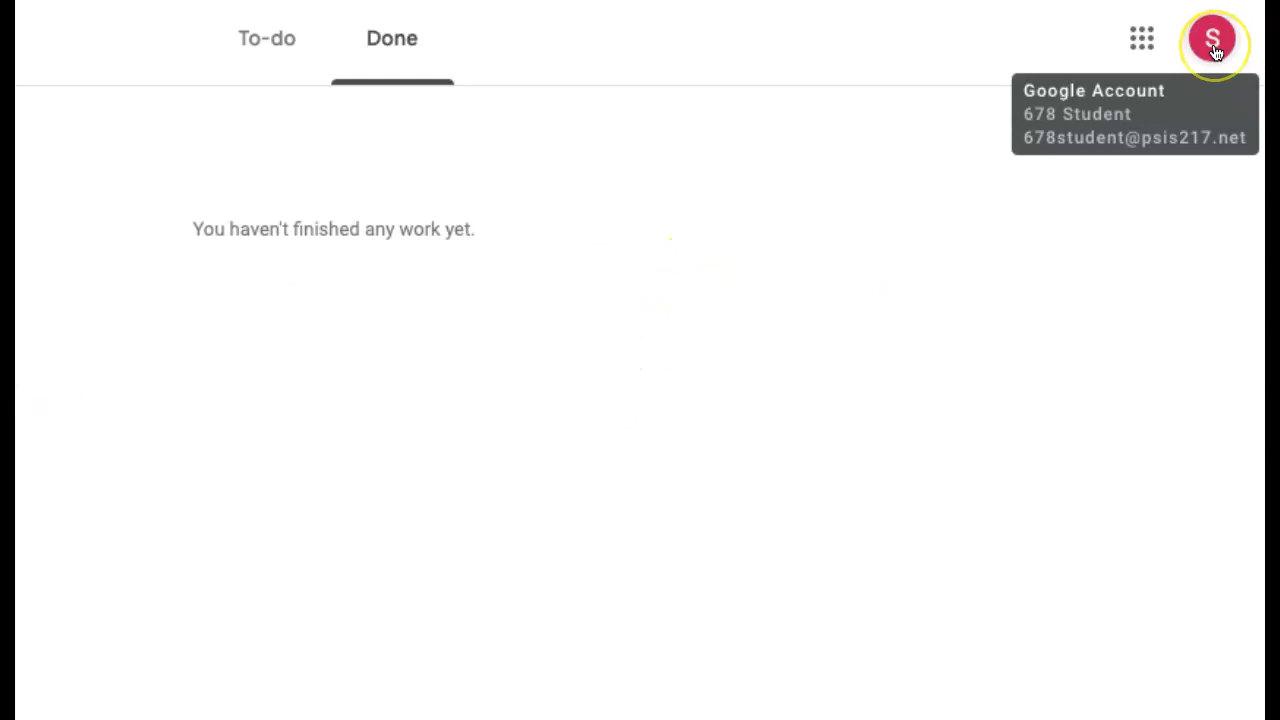 To-do
Done
S
Google Account
678 Student
678student@psis217.net
You haven't finished any work yet.